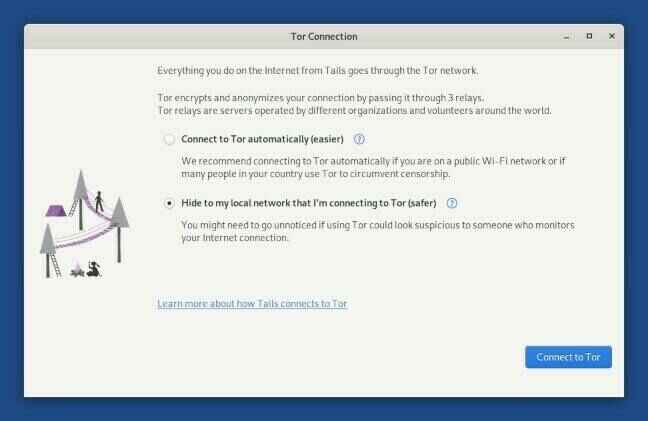 Tor Connection
Everything you do on the Internet from Tails goes through the Tor network.
Tor encrypts and anonymizes your connection by passing it through 3 relays.
Tor relays are servers operated by different organizations and volunteers around the world.
Connect to Tor automatically (easier) ?
We recommend connecting to Tor automatically if you are on a public Wi-Fi network or if
many people in your country use Tor to circumvent censorship.
Hide to my local network that I'm connecting to Tor (safer) ?
You might need to go unnoticed if using Tor could look suspicious to someone who monitors
your Internet connection.
Learn more about how Tails connects to Tor
Connect to Tor